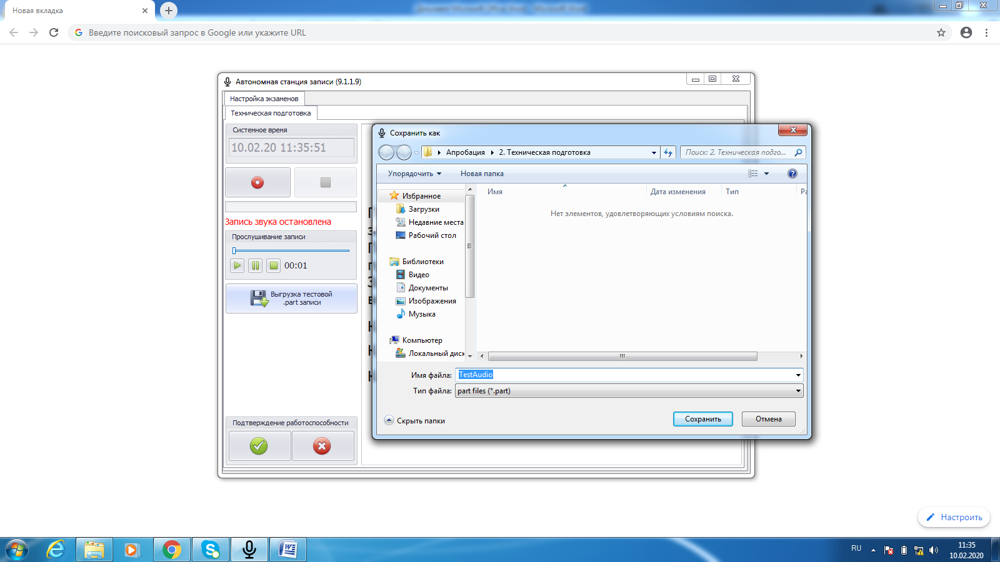 Новая вкладка
Введите поисковый запрос в Google или укажите URL
Автономная станция записи (9.1.1.9)
Настройка экзаменов
Техническая подготовка
Системное время
10.02.20 11:35:51
Запись звука остановлена
Прослушивание записи
00:01
Выгрузка тестовой
.part записи
Подтверждение работоспособности
Сохранить как
Апробация
2. Техническая подготовка
Поиск: 2. Техническая подго...
Упорядочить
Новая папка
Избранное
Загрузки
Недавние места
Рабочий стол
Библиотеки
Видео
Документы
Изображения
Музыка
Компьютер
Локальный диск
Имя
Дата изменения
Тип
Ра
Нет элементов, удовлетворяющих условиям поиска.
Имя файла:
TestAudio
Тип файла:
part files (*.part)
Скрыть папки
Сохранить
Отмена
Настроить
RU
11:35
10.02.2020